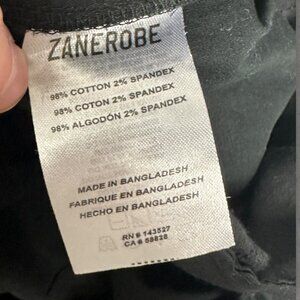 ZANEROBE
98% COTTON 2% SPANDEX
98% COTON 2% SPANDEX
98% ALGODÓN 2% SPANDEX
MADE IN BANGLADESH
FABRIQUE EN BANGLADESH
HECHO EN BANGLADESH
RN # 143527
CA # 58828